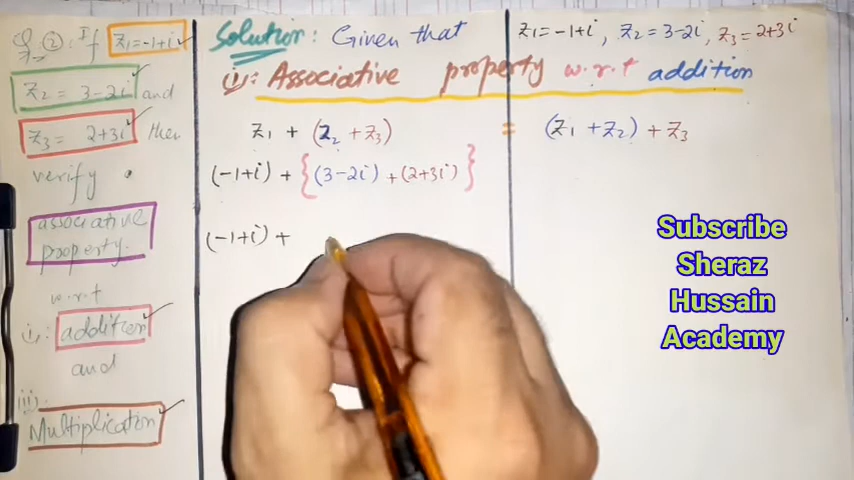 Q ② If Z1=-1+i
Z2 = 3-2i and
Z3 = 2+3i then
verify
associative
property.
w.r.t
i, addition
and
ii, Multiplication
Solution: Given that Z1=-1+i, Z2=3-2i, Z3=2+3i
(i): Associative property w.r.t addition
Z1 + (Z2 + Z3) = (Z1 + Z2) + Z3
(-1+i) + {(3-2i) + (2+3i)}
(-1+i) +
Subscribe
Sheraz
Hussain
Academy